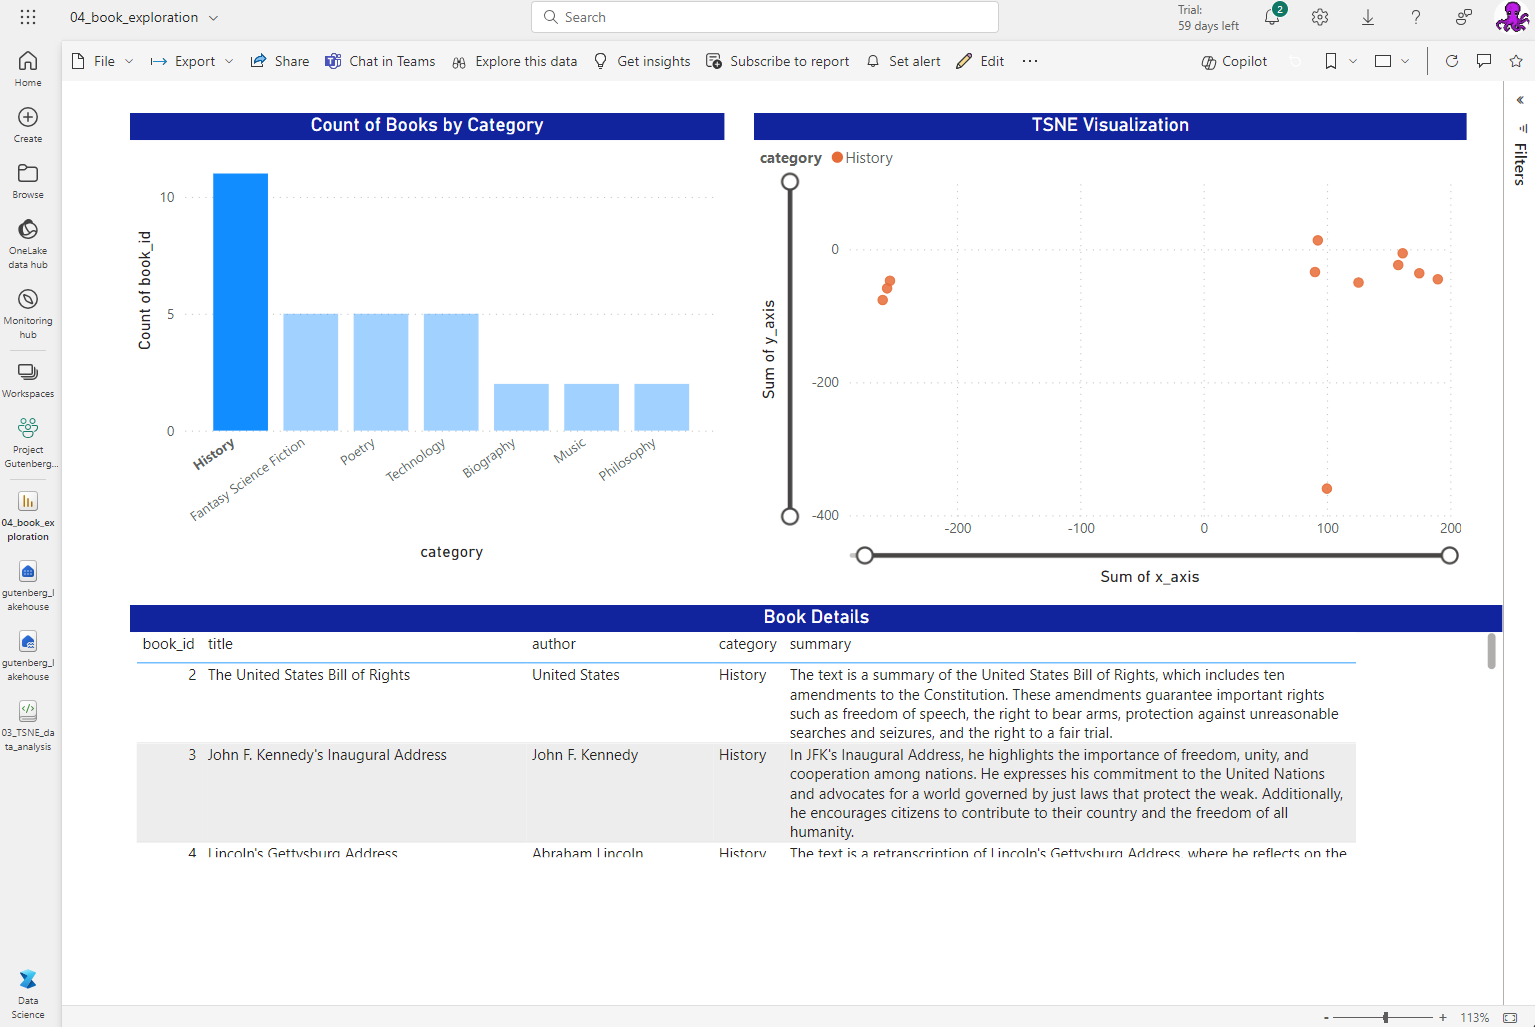 04_book_exploration
Search
Trial:
59 days left
2
Home
Create
Browse
OneLake
data hub
Monitoring
hub
Workspaces
Project
Gutenberg...
04_book_ex
ploration
gutenberg_l
akehouse
gutenberg_l
akehouse
03_TSNE_da
ta_analysis
Data
Science
File
Export
Share
Chat in Teams
Explore this data
Get insights
Subscribe to report
Set alert
Edit
...
Copilot
Filters
Count of Books by Category
Count of book_id
10
5
0
History
Fantasy Science Fiction
Poetry
Technology
Biography
Music
Philosophy
category
TSNE Visualization
category History
Sum of y_axis
0
-200
-400
-200 -100 0 100 200
Sum of x_axis
Book Details
book_id title author category summary
2 The United States Bill of Rights United States History The text is a summary of the United States Bill of Rights, which includes ten
amendments to the Constitution. These amendments guarantee important rights
such as freedom of speech, the right to bear arms, protection against unreasonable
searches and seizures, and the right to a fair trial.
3 John F. Kennedy's Inaugural Address John F. Kennedy History In JFK's Inaugural Address, he highlights the importance of freedom, unity, and
cooperation among nations. He expresses his commitment to the United Nations
and advocates for a world governed by just laws that protect the weak. Additionally,
he encourages citizens to contribute to their country and the freedom of all
humanity.
4 Lincoln's Gettysburg Address Abraham Lincoln History The text is a retranscription of Lincoln's Gettysburg Address, where he reflects on the
- + 113%